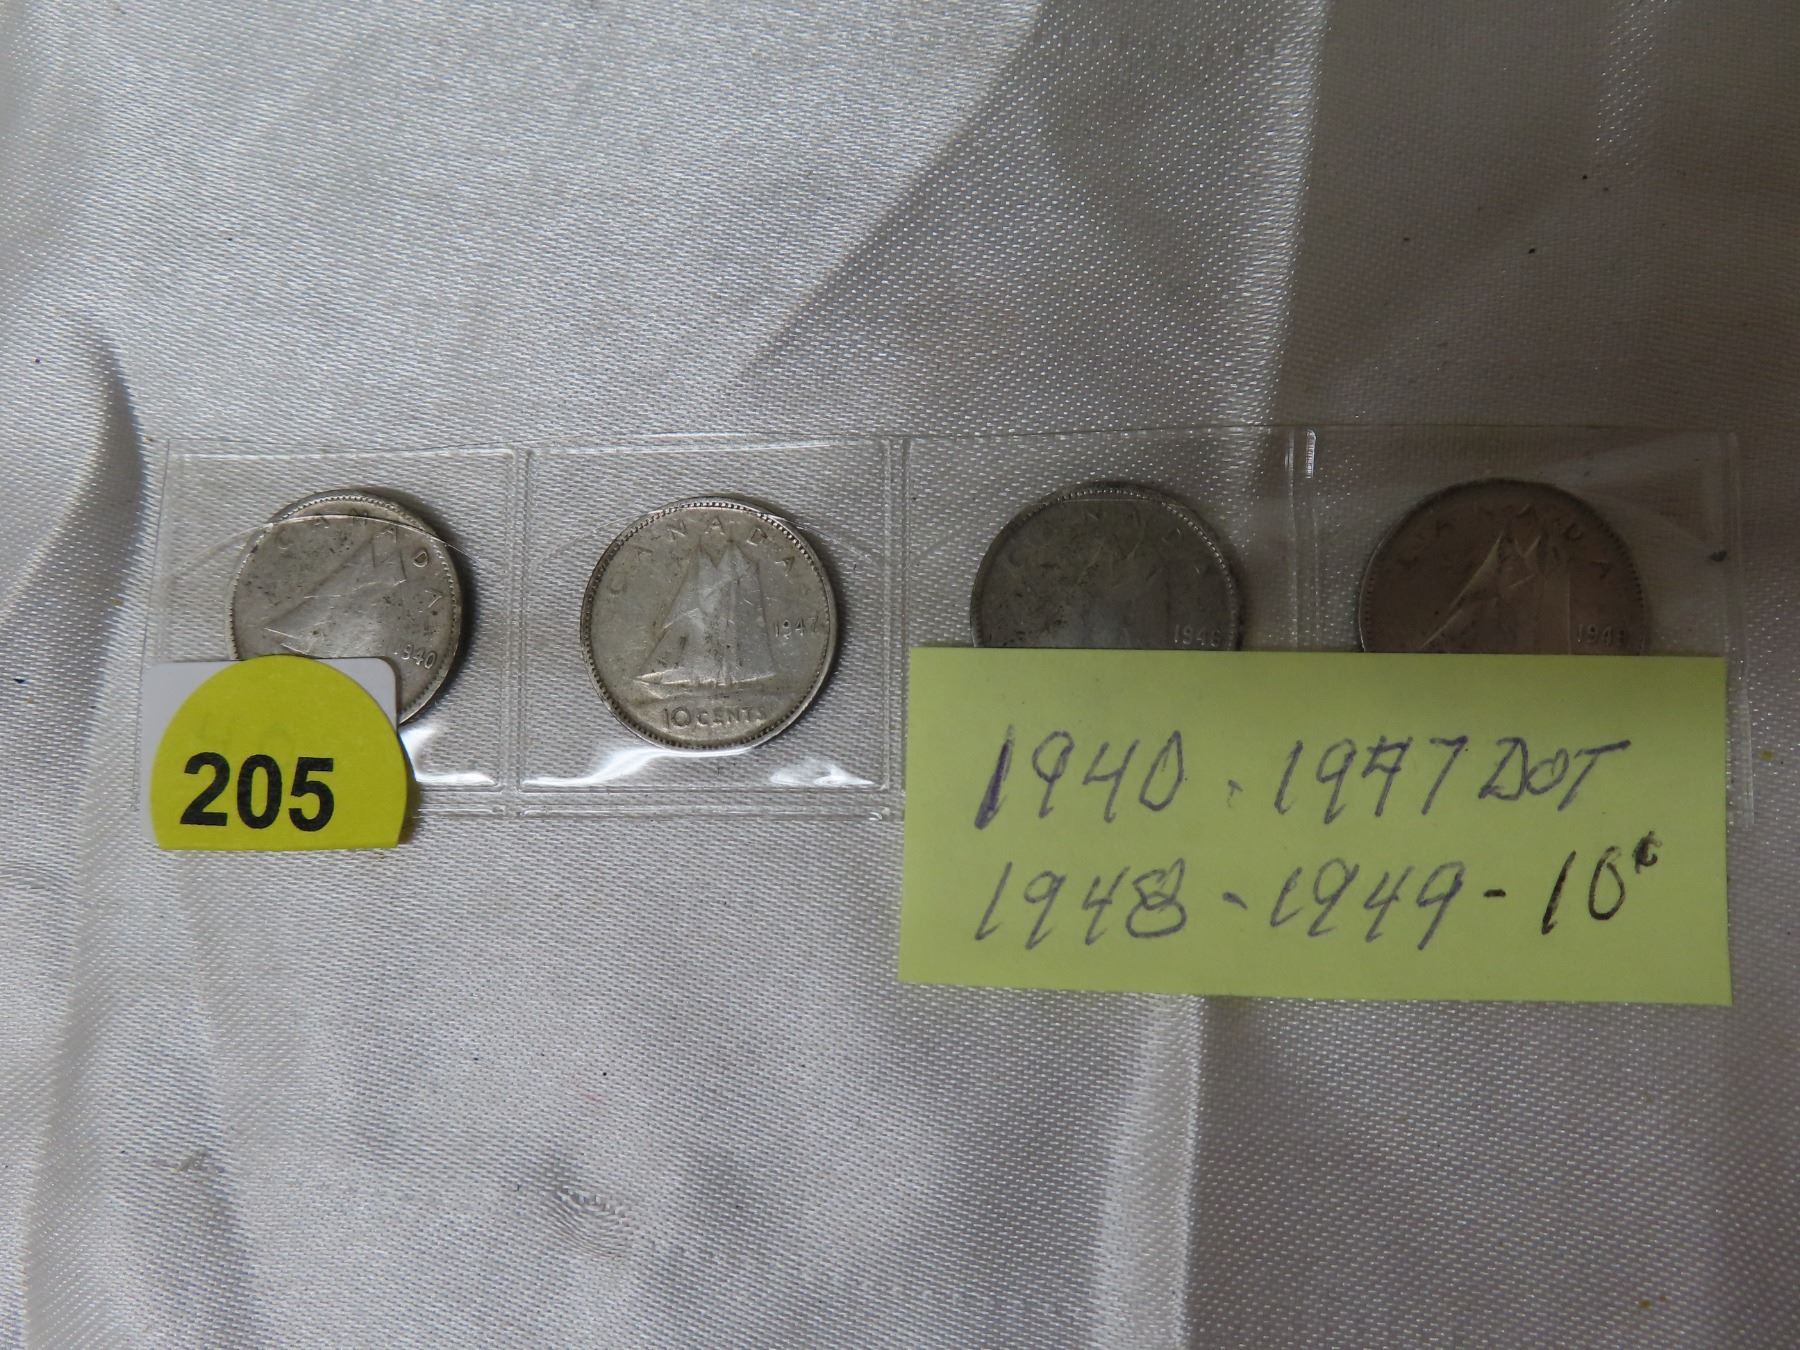 CANADA
1940
CANADA
1947
10 CENTS
CANADA
CANADA
205
1940 - 1947 DOT
1948 - 1949 - 10¢